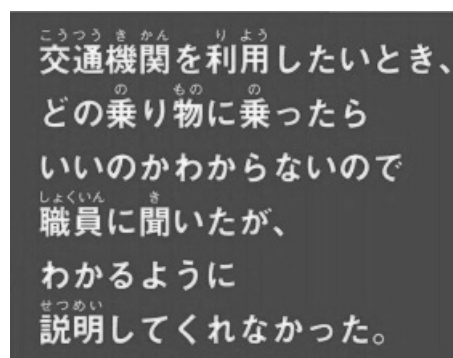 交通機関を利用したいとき、
どの乗り物に乗ったら
いいのかわからないので
職員に聞いたが、
わかるように
説明してくれなかった。